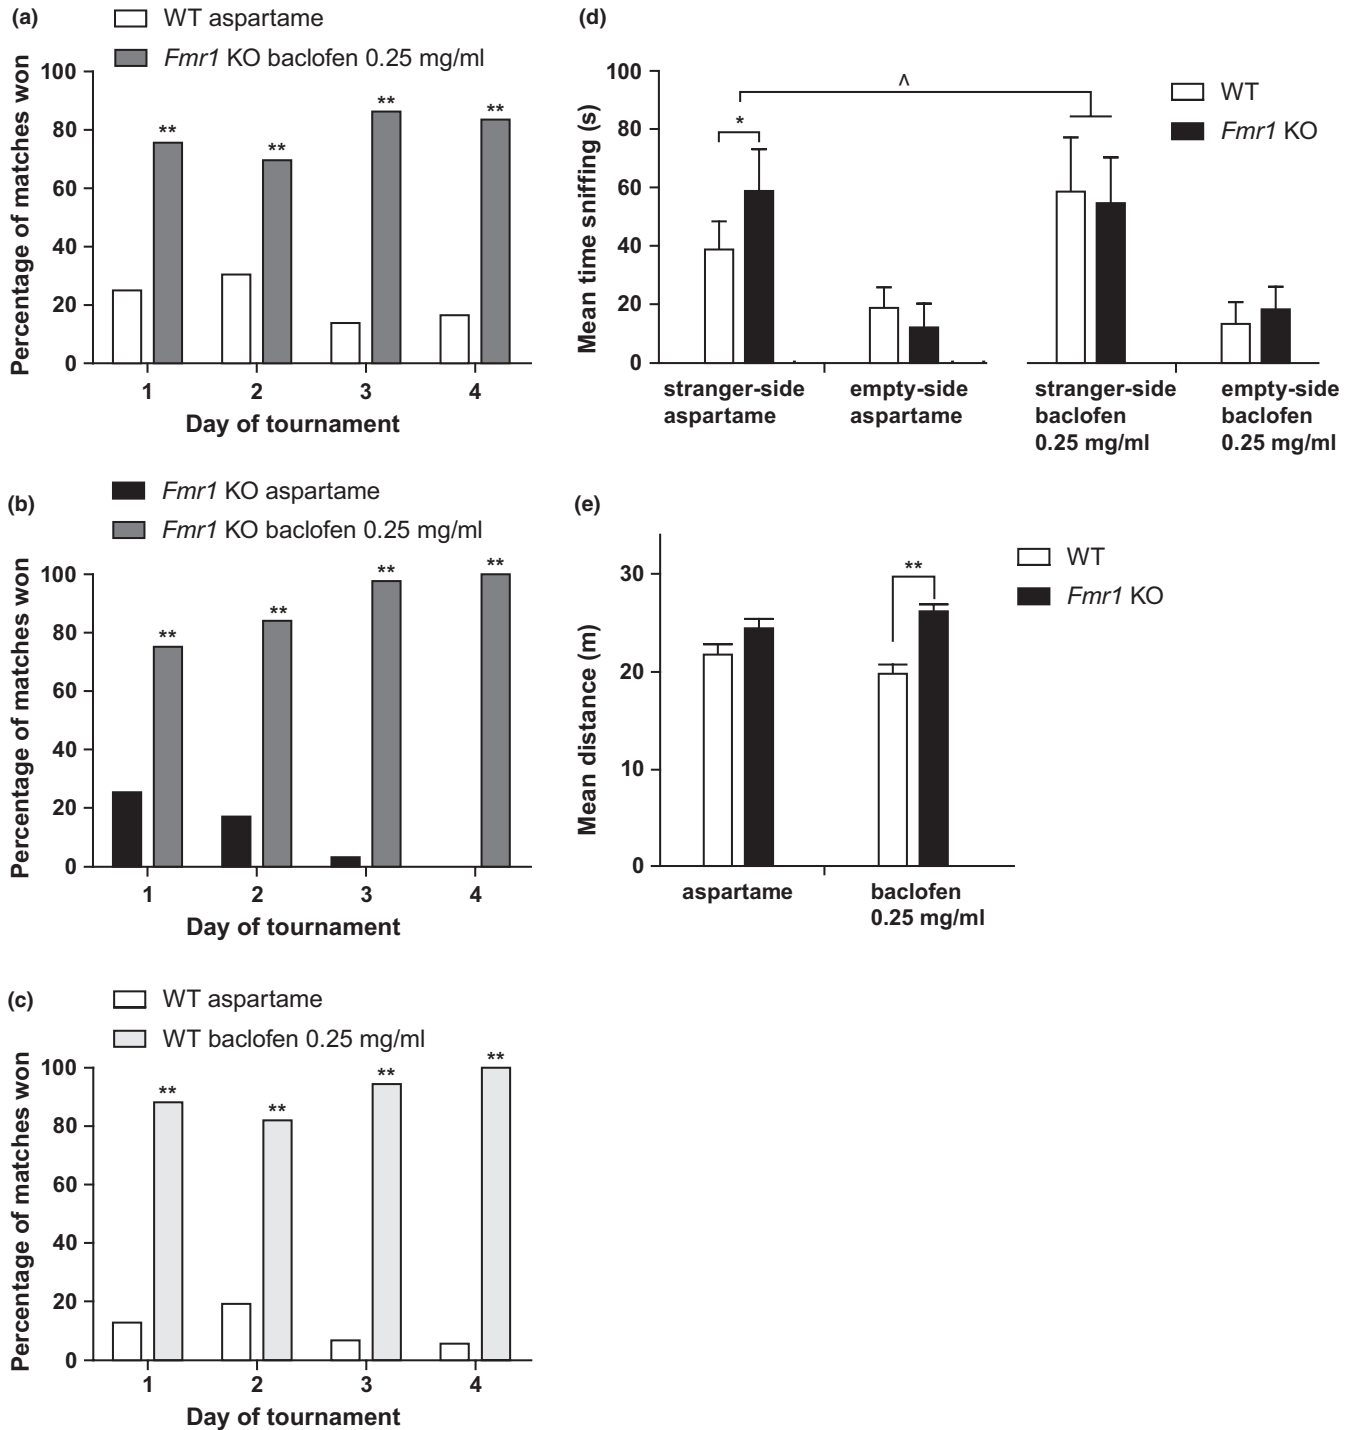 (a)
WT aspartame
Fmr1 KO baclofen 0.25 mg/ml
Percentage of matches won
100
80
60
40
20
0
**
**
**
**
1
2
3
4
Day of tournament
(b)
Fmr1 KO aspartame
Fmr1 KO baclofen 0.25 mg/ml
Percentage of matches won
100
80
60
40
20
0
**
**
**
**
1
2
3
4
Day of tournament
(c)
WT aspartame
WT baclofen 0.25 mg/ml
Percentage of matches won
100
80
60
40
20
0
**
**
**
**
1
2
3
4
Day of tournament
(d)
WT
Fmr1 KO
Mean time sniffing (s)
100
80
60
40
20
0
*
^
stranger-side
aspartame
empty-side
aspartame
stranger-side
baclofen
0.25 mg/ml
empty-side
baclofen
0.25 mg/ml
(e)
WT
Fmr1 KO
Mean distance (m)
30
20
10
0
**
aspartame
baclofen
0.25 mg/ml